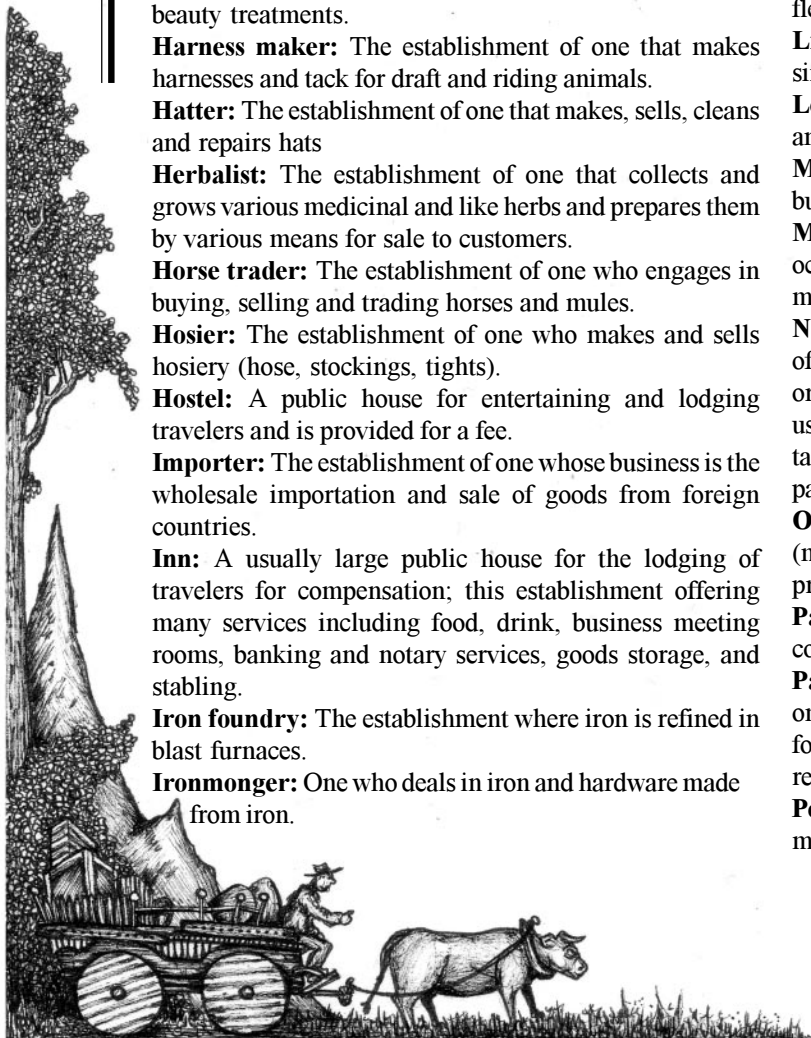 beauty treatments.
Harness maker: The establishment of one that makes
harnesses and tack for draft and riding animals.
Hatter: The establishment of one that makes, sells, cleans
and repairs hats
Herbalist: The establishment of one that collects and
grows various medicinal and like herbs and prepares them
by various means for sale to customers.
Horse trader: The establishment of one who engages in
buying, selling and trading horses and mules.
Hosier: The establishment of one who makes and sells
hosiery (hose, stockings, tights).
Hostel: A public house for entertaining and lodging
travelers and is provided for a fee.
Importer: The establishment of one whose business is the
wholesale importation and sale of goods from foreign
countries.
Inn: A usually large public house for the lodging of
travelers for compensation; this establishment offering
many services including food, drink, business meeting
rooms, banking and notary services, goods storage, and
stabling.
Iron foundry: The establishment where iron is refined in
blast furnaces.
Ironmonger: One who deals in iron and hardware made
from iron.